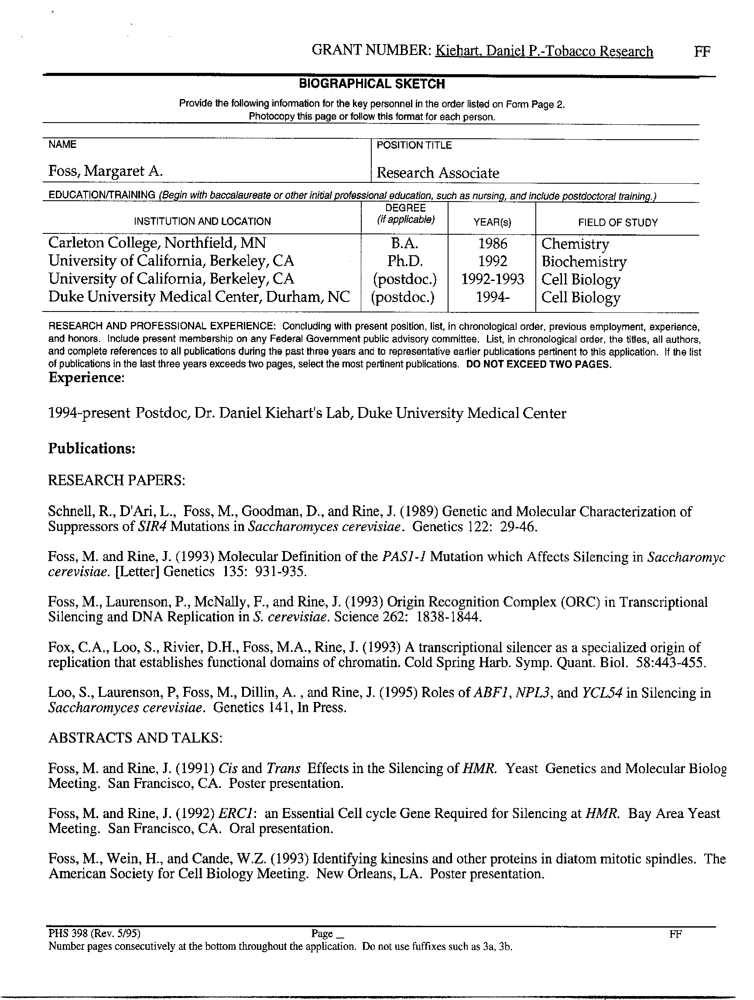 GRANT NUMBER: Kiehart, Daniel P.-Tobacco Research FF
BIOGRAPHICAL SKETCH
Provide the following information for the key personnel in the order listed on Form Page 2.
Photocopy this page or follow this format for each person.
NAME POSITION TITLE
Foss, Margaret A. Research Associate
EDUCATION/TRAINING (Begin with baccalaureate or other initial professional education, such as nursing, and include postdoctoral training.)
INSTITUTION AND LOCATION DEGREE (if applicable) YEAR(s) FIELD OF STUDY
Carleton College, Northfield, MN B.A. 1986 Chemistry
University of California, Berkeley, CA Ph.D. 1992 Biochemistry
University of California, Berkeley, CA (postdoc.) 1992-1993 Cell Biology
Duke University Medical Center, Durham, NC (postdoc.) 1994- Cell Biology
RESEARCH AND PROFESSIONAL EXPERIENCE: Concluding with present position, list, in chronological order, previous employment, experience,
and honors. Include present membership on any Federal Government public advisory committee. List, in chronological order, the titles, all authors,
and complete references to all publications during the past three years and to representative earlier publications pertinent to this application. If the list
of publications in the last three years exceeds two pages, select the most pertinent publications. DO NOT EXCEED TWO PAGES.
Experience:
1994-present Postdoc, Dr. Daniel Kiehart's Lab, Duke University Medical Center
Publications:
RESEARCH PAPERS:
Schnell, R., D'Ari, L., Foss, M., Goodman, D., and Rine, J. (1989) Genetic and Molecular Characterization of
Suppressors of SIR4 Mutations in Saccharomyces cerevisiae. Genetics 122: 29-46.
Foss, M. and Rine, J. (1993) Molecular Definition of the PAS1-1 Mutation which Affects Silencing in Saccharomyc
cerevisiae. [Letter] Genetics 135: 931-935.
Foss, M., Laurenson, P., McNally, F., and Rine, J. (1993) Origin Recognition Complex (ORC) in Transcriptional
Silencing and DNA Replication in S. cerevisiae. Science 262: 1838-1844.
Fox, C.A., Loo, S., Rivier, D.H., Foss, M.A., Rine, J. (1993) A transcriptional silencer as a specialized origin of
replication that establishes functional domains of chromatin. Cold Spring Harb. Symp. Quant. Biol. 58:443-455.
Loo, S., Laurenson, P, Foss, M., Dillin, A. , and Rine, J. (1995) Roles of ABF1, NPL3, and YCL54 in Silencing in
Saccharomyces cerevisiae. Genetics 141, In Press.
ABSTRACTS AND TALKS:
Foss, M. and Rine, J. (1991) Cis and Trans Effects in the Silencing of HMR. Yeast Genetics and Molecular Biolog
Meeting. San Francisco, CA. Poster presentation.
Foss, M. and Rine, J. (1992) ERC1: an Essential Cell cycle Gene Required for Silencing at HMR. Bay Area Yeast
Meeting. San Francisco, CA. Oral presentation.
Foss, M., Wein, H., and Cande, W.Z. (1993) Identifying kinesins and other proteins in diatom mitotic spindles. The
American Society for Cell Biology Meeting. New Orleans, LA. Poster presentation.
PHS 398 (Rev. 5/95) Page _ FF
Number pages consecutively at the bottom throughout the application. Do not use fuffixes such as 3a, 3b.